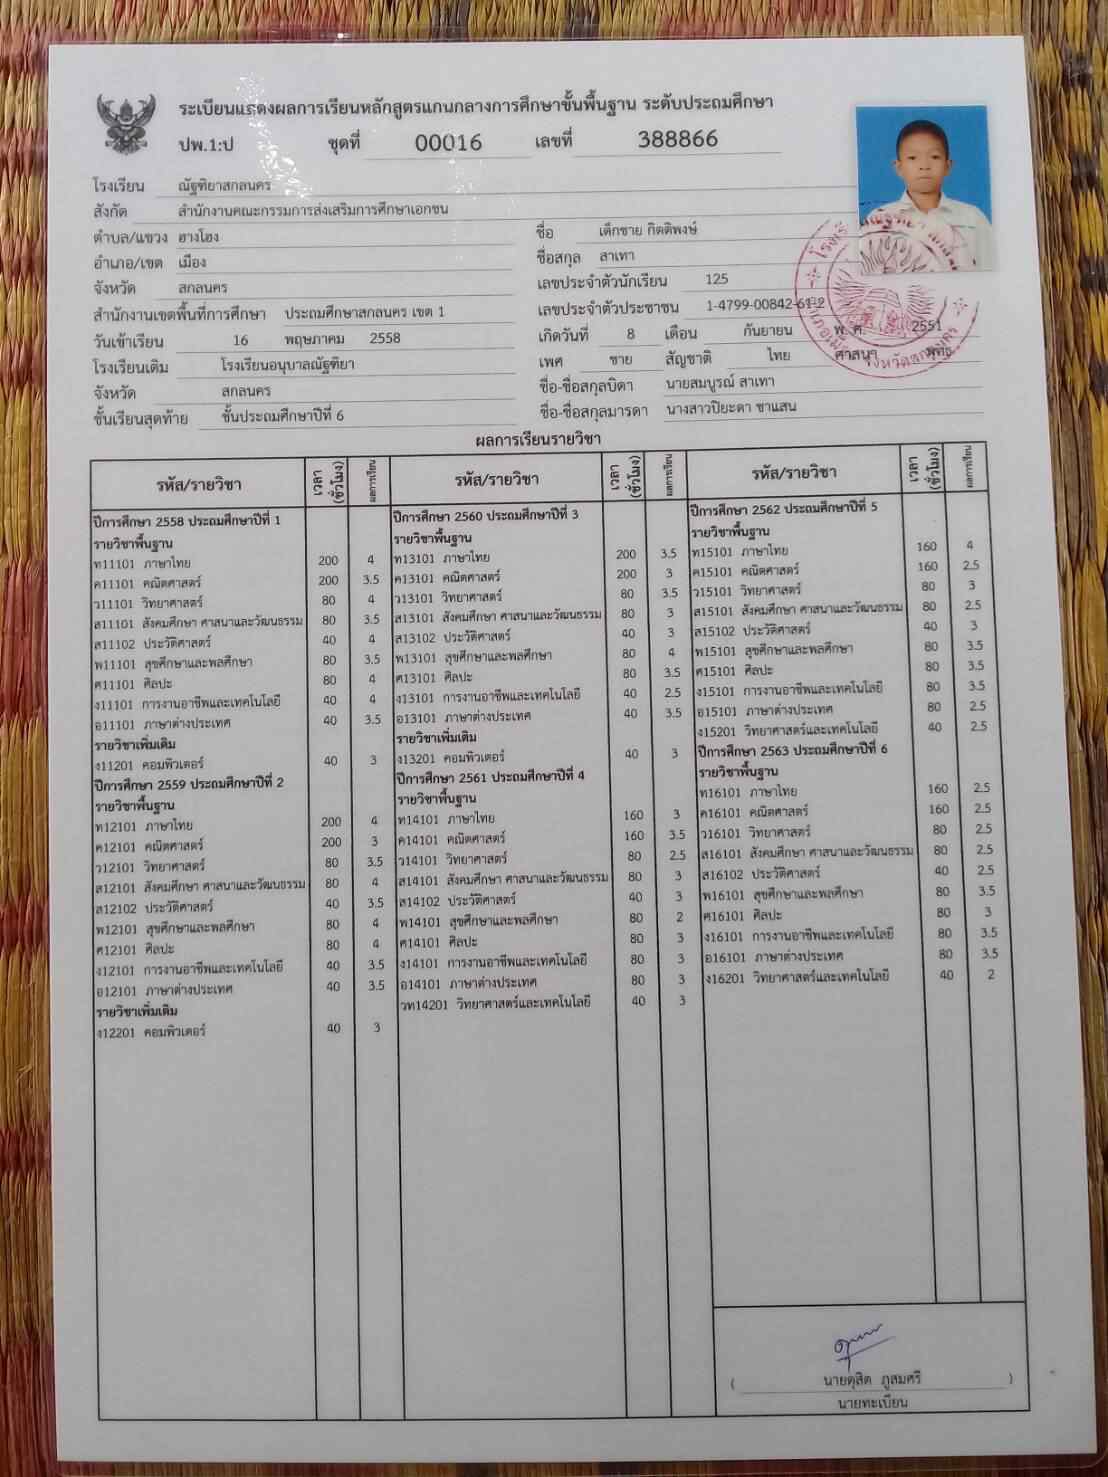 ระเบียนแสดงผลการเรียนหลักสูตรแกนกลางการศึกษาขั้นพื้นฐาน ระดับประถมศึกษา
ปพ.1:ป ชุดที่ 00016 เลขที่ 388866
โรงเรียน ณัฐฑิยาสกลนคร
สังกัด สำนักงานคณะกรรมการส่งเสริมการศึกษาเอกชน
ตำบล/แขวง ฮางโฮง
อำเภอ/เขต เมือง
จังหวัด สกลนคร
สำนักงานเขตพื้นที่การศึกษา ประถมศึกษาสกลนคร เขต 1
วันเข้าเรียน 16 พฤษภาคม 2558
โรงเรียนเดิม โรงเรียนอนุบาลณัฐฑิยา
จังหวัด สกลนคร
ชั้นเรียนสุดท้าย ชั้นประถมศึกษาปีที่ 6
ชื่อ เด็กชาย กิตติพงษ์
ชื่อสกุล สาเทา
เลขประจำตัวนักเรียน 125
เลขประจำตัวประชาชน 1-4799-00842-61-2
เกิดวันที่ 8 เดือน กันยายน พ.ศ. 2551
เพศ ชาย สัญชาติ ไทย ศาสนา พุทธ
ชื่อ-ชื่อสกุลบิดา นายสมบูรณ์ สาเทา
ชื่อ-ชื่อสกุลมารดา นางสาวปิยะดา ชาแสน
ผลการเรียนรายวิชา
รหัส/รายวิชา เวลา (ชั่วโมง) ผลการเรียน
ปีการศึกษา 2558 ประถมศึกษาปีที่ 1
รายวิชาพื้นฐาน
ท11101 ภาษาไทย 200 4
ค11101 คณิตศาสตร์ 200 3.5
ว11101 วิทยาศาสตร์ 80 4
ส11101 สังคมศึกษา ศาสนาและวัฒนธรรม 80 3.5
ส11102 ประวัติศาสตร์ 40 4
พ11101 สุขศึกษาและพลศึกษา 80 3.5
ศ11101 ศิลปะ 80 4
ง11101 การงานอาชีพและเทคโนโลยี 40 4
อ11101 ภาษาต่างประเทศ 40 3.5
รายวิชาเพิ่มเติม
ง11201 คอมพิวเตอร์ 40 3
ปีการศึกษา 2559 ประถมศึกษาปีที่ 2
รายวิชาพื้นฐาน
ท12101 ภาษาไทย 200 4
ค12101 คณิตศาสตร์ 200 3
ว12101 วิทยาศาสตร์ 80 3.5
ส12101 สังคมศึกษา ศาสนาและวัฒนธรรม 80 4
ส12102 ประวัติศาสตร์ 40 3.5
พ12101 สุขศึกษาและพลศึกษา 80 4
ศ12101 ศิลปะ 80 4
ง12101 การงานอาชีพและเทคโนโลยี 40 3.5
อ12101 ภาษาต่างประเทศ 40 3.5
รายวิชาเพิ่มเติม
ง12201 คอมพิวเตอร์ 40 3
รหัส/รายวิชา เวลา (ชั่วโมง) ผลการเรียน
ปีการศึกษา 2560 ประถมศึกษาปีที่ 3
รายวิชาพื้นฐาน
ท13101 ภาษาไทย 200 3.5
ค13101 คณิตศาสตร์ 200 3
ว13101 วิทยาศาสตร์ 80 3.5
ส13101 สังคมศึกษา ศาสนาและวัฒนธรรม 80 3
ส13102 ประวัติศาสตร์ 40 3
พ13101 สุขศึกษาและพลศึกษา 80 4
ศ13101 ศิลปะ 80 3.5
ง13101 การงานอาชีพและเทคโนโลยี 40 2.5
อ13101 ภาษาต่างประเทศ 40 3.5
รายวิชาเพิ่มเติม
ง13201 คอมพิวเตอร์ 40 3
ปีการศึกษา 2561 ประถมศึกษาปีที่ 4
รายวิชาพื้นฐาน
ท14101 ภาษาไทย 160 3
ค14101 คณิตศาสตร์ 160 3.5
ว14101 วิทยาศาสตร์ 80 2.5
ส14101 สังคมศึกษา ศาสนาและวัฒนธรรม 80 3
ส14102 ประวัติศาสตร์ 40 3
พ14101 สุขศึกษาและพลศึกษา 80 2
ศ14101 ศิลปะ 80 3
ง14101 การงานอาชีพและเทคโนโลยี 80 3
อ14101 ภาษาต่างประเทศ 80 3
วท14201 วิทยาศาสตร์และเทคโนโลยี 40 3
รหัส/รายวิชา เวลา (ชั่วโมง) ผลการเรียน
ปีการศึกษา 2562 ประถมศึกษาปีที่ 5
รายวิชาพื้นฐาน
ท15101 ภาษาไทย 160 4
ค15101 คณิตศาสตร์ 160 2.5
ว15101 วิทยาศาสตร์ 80 3
ส15101 สังคมศึกษา ศาสนาและวัฒนธรรม 80 2.5
ส15102 ประวัติศาสตร์ 40 3
พ15101 สุขศึกษาและพลศึกษา 80 3.5
ศ15101 ศิลปะ 80 3.5
ง15101 การงานอาชีพและเทคโนโลยี 80 3.5
อ15101 ภาษาต่างประเทศ 80 2.5
ง15201 วิทยาศาสตร์และเทคโนโลยี 40 2.5
ปีการศึกษา 2563 ประถมศึกษาปีที่ 6
รายวิชาพื้นฐาน
ท16101 ภาษาไทย 160 2.5
ค16101 คณิตศาสตร์ 160 2.5
ว16101 วิทยาศาสตร์ 80 2.5
ส16101 สังคมศึกษา ศาสนาและวัฒนธรรม 80 2.5
ส16102 ประวัติศาสตร์ 40 2.5
พ16101 สุขศึกษาและพลศึกษา 80 3.5
ศ16101 ศิลปะ 80 3
ง16101 การงานอาชีพและเทคโนโลยี 80 3.5
อ16101 ภาษาต่างประเทศ 80 3.5
ง16201 วิทยาศาสตร์และเทคโนโลยี 40 2
( นายดุสิต ภูสมศรี )
นายทะเบียน